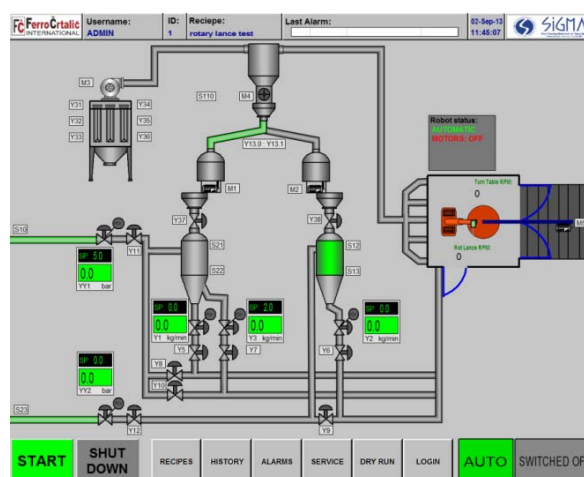 FC FerroČrtalic
INTERNATIONAL
Username:
ADMIN
ID:
1
Reciepe:
rotary lance test
Last Alarm:
02-Sep-13
11:45:07
SIGMA
M3
Y31
Y34
Y32
Y35
Y33
Y36
S110
M4
Y13.0
Y13.1
Robot status:
AUTOMATIC
MOTORS: OFF
M1
M2
Turn Table RPM:
0
Rot Lance RPM:
0
Y37
Y38
S10
Y11
S21
S22
S12
S13
SP 5.0
0.0
YY1 bar
SP 0.0
0.0
Y1 kg/min
SP 2.0
0.0
Y3 kg/min
SP 0.0
0.0
Y2 kg/min
Y5
Y7
Y6
SP 0.0
0.0
YY2 bar
Y8
Y10
S23
Y12
Y9
START
SHUT
DOWN
RECIPES
HISTORY
ALARMS
SERVICE
DRY RUN
LOGIN
AUTO
SWITCHED OF